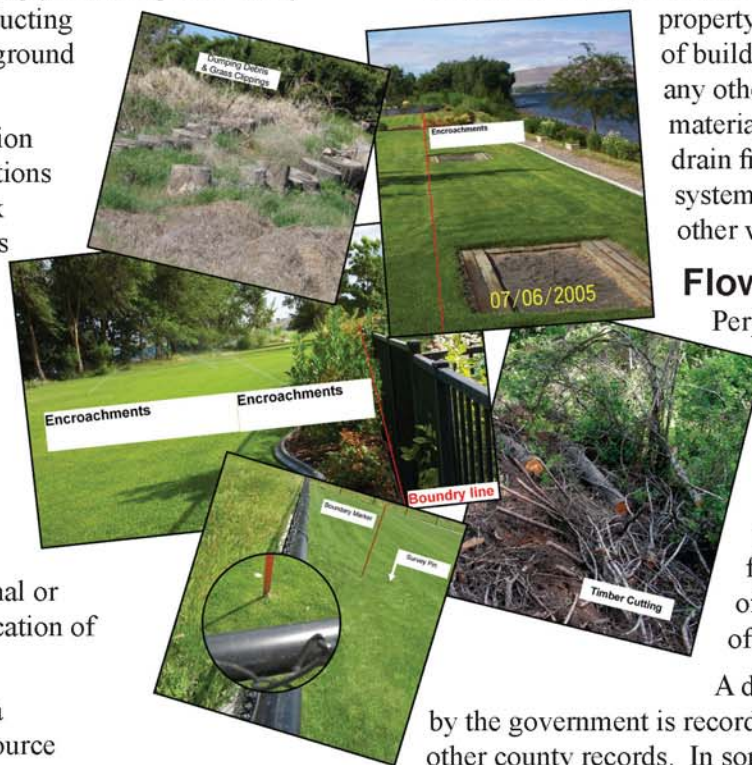 ucting
ground
ion
tions
s
nal or
cation of
a
ource
Dumping Debris
& Grass Clippings
Encroachments
07/06/2005
Encroachments
Encroachments
Boundry line
Boundary Marker
Survey Pin
Timber Cutting
property
of build
any othe
material
drain fi
system
other
Flow
Per
f
of
A d
by the government is record
other county records. In so